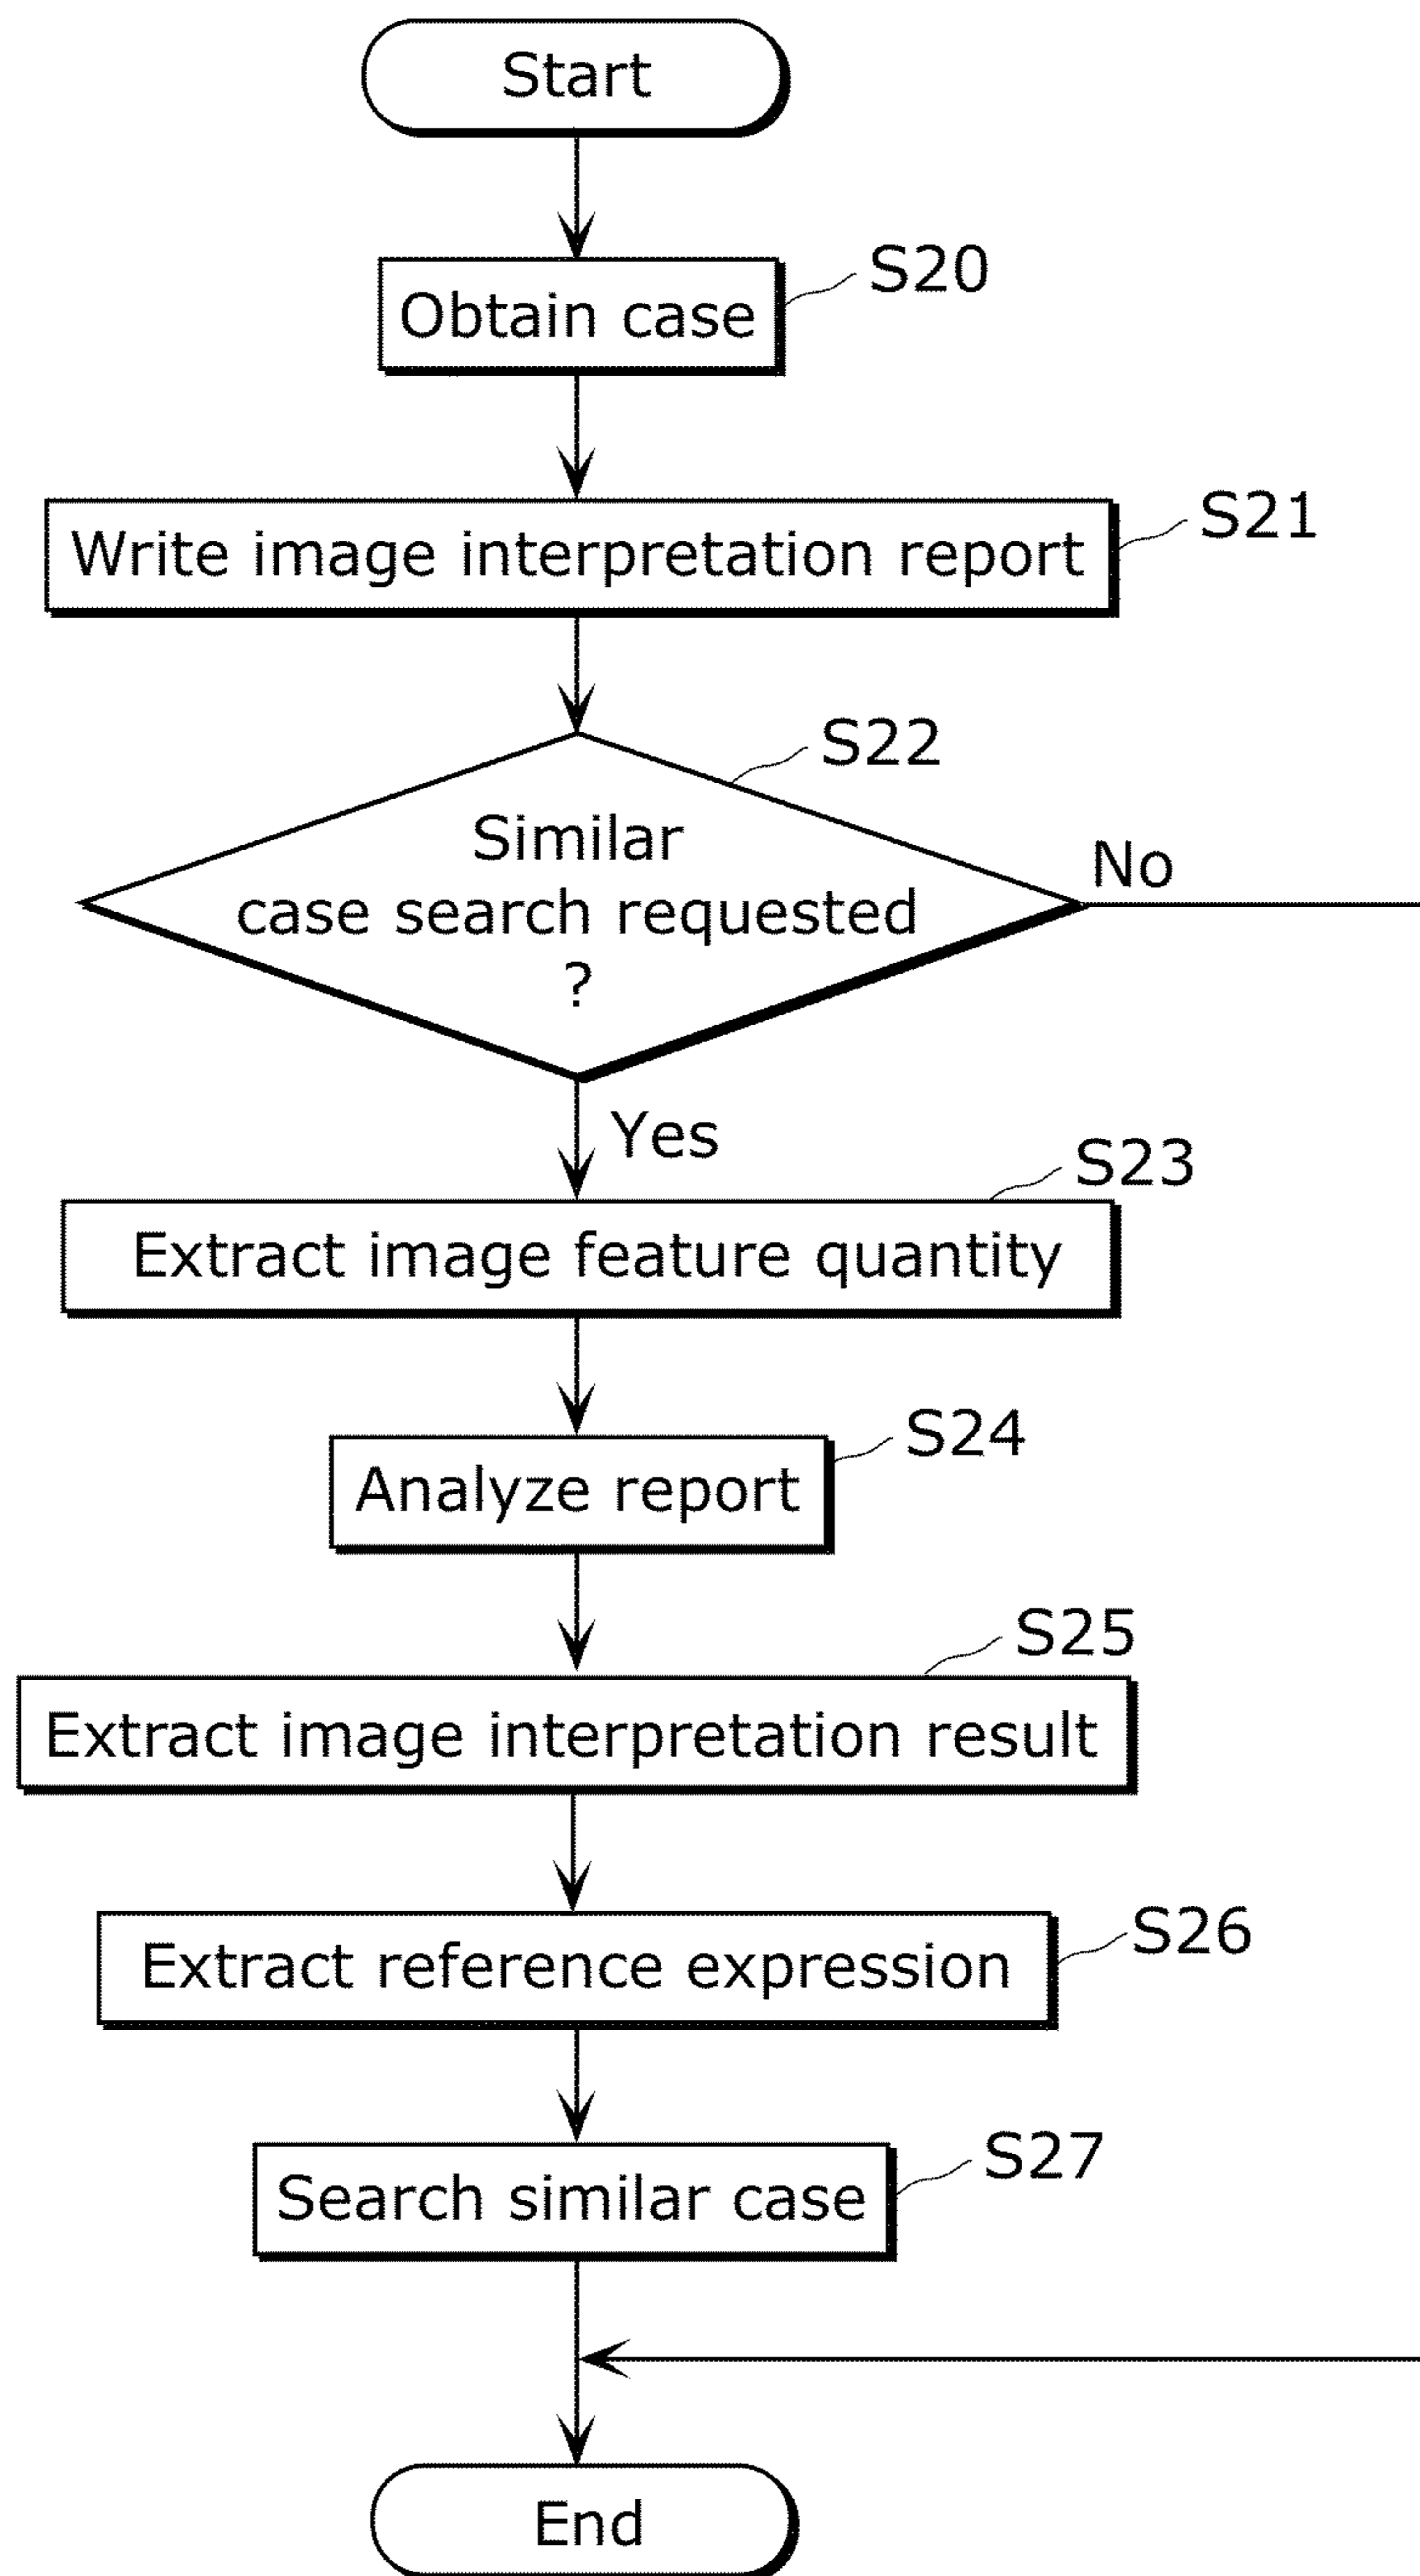 Start
S20
Obtain case
S21
Write image interpretation report
S22
Similar
case search requested
?
No
Yes
S23
Extract image feature quantity
S24
Analyze report
S25
Extract image interpretation result
S26
Extract reference expression
S27
Search similar case
End